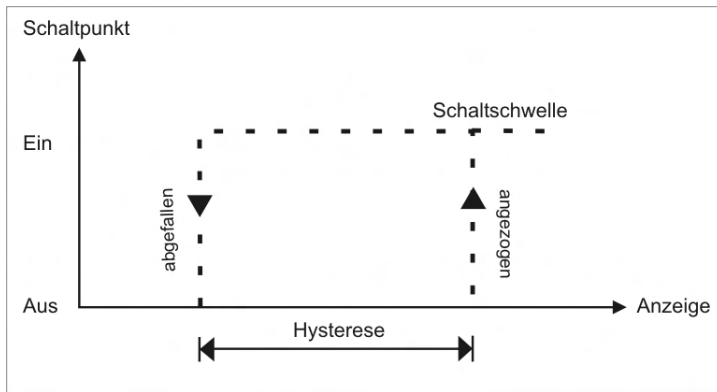 Schaltpunkt
Schaltschwelle
Ein
abgefallen
angezogen
Aus
Anzeige
Hysterese